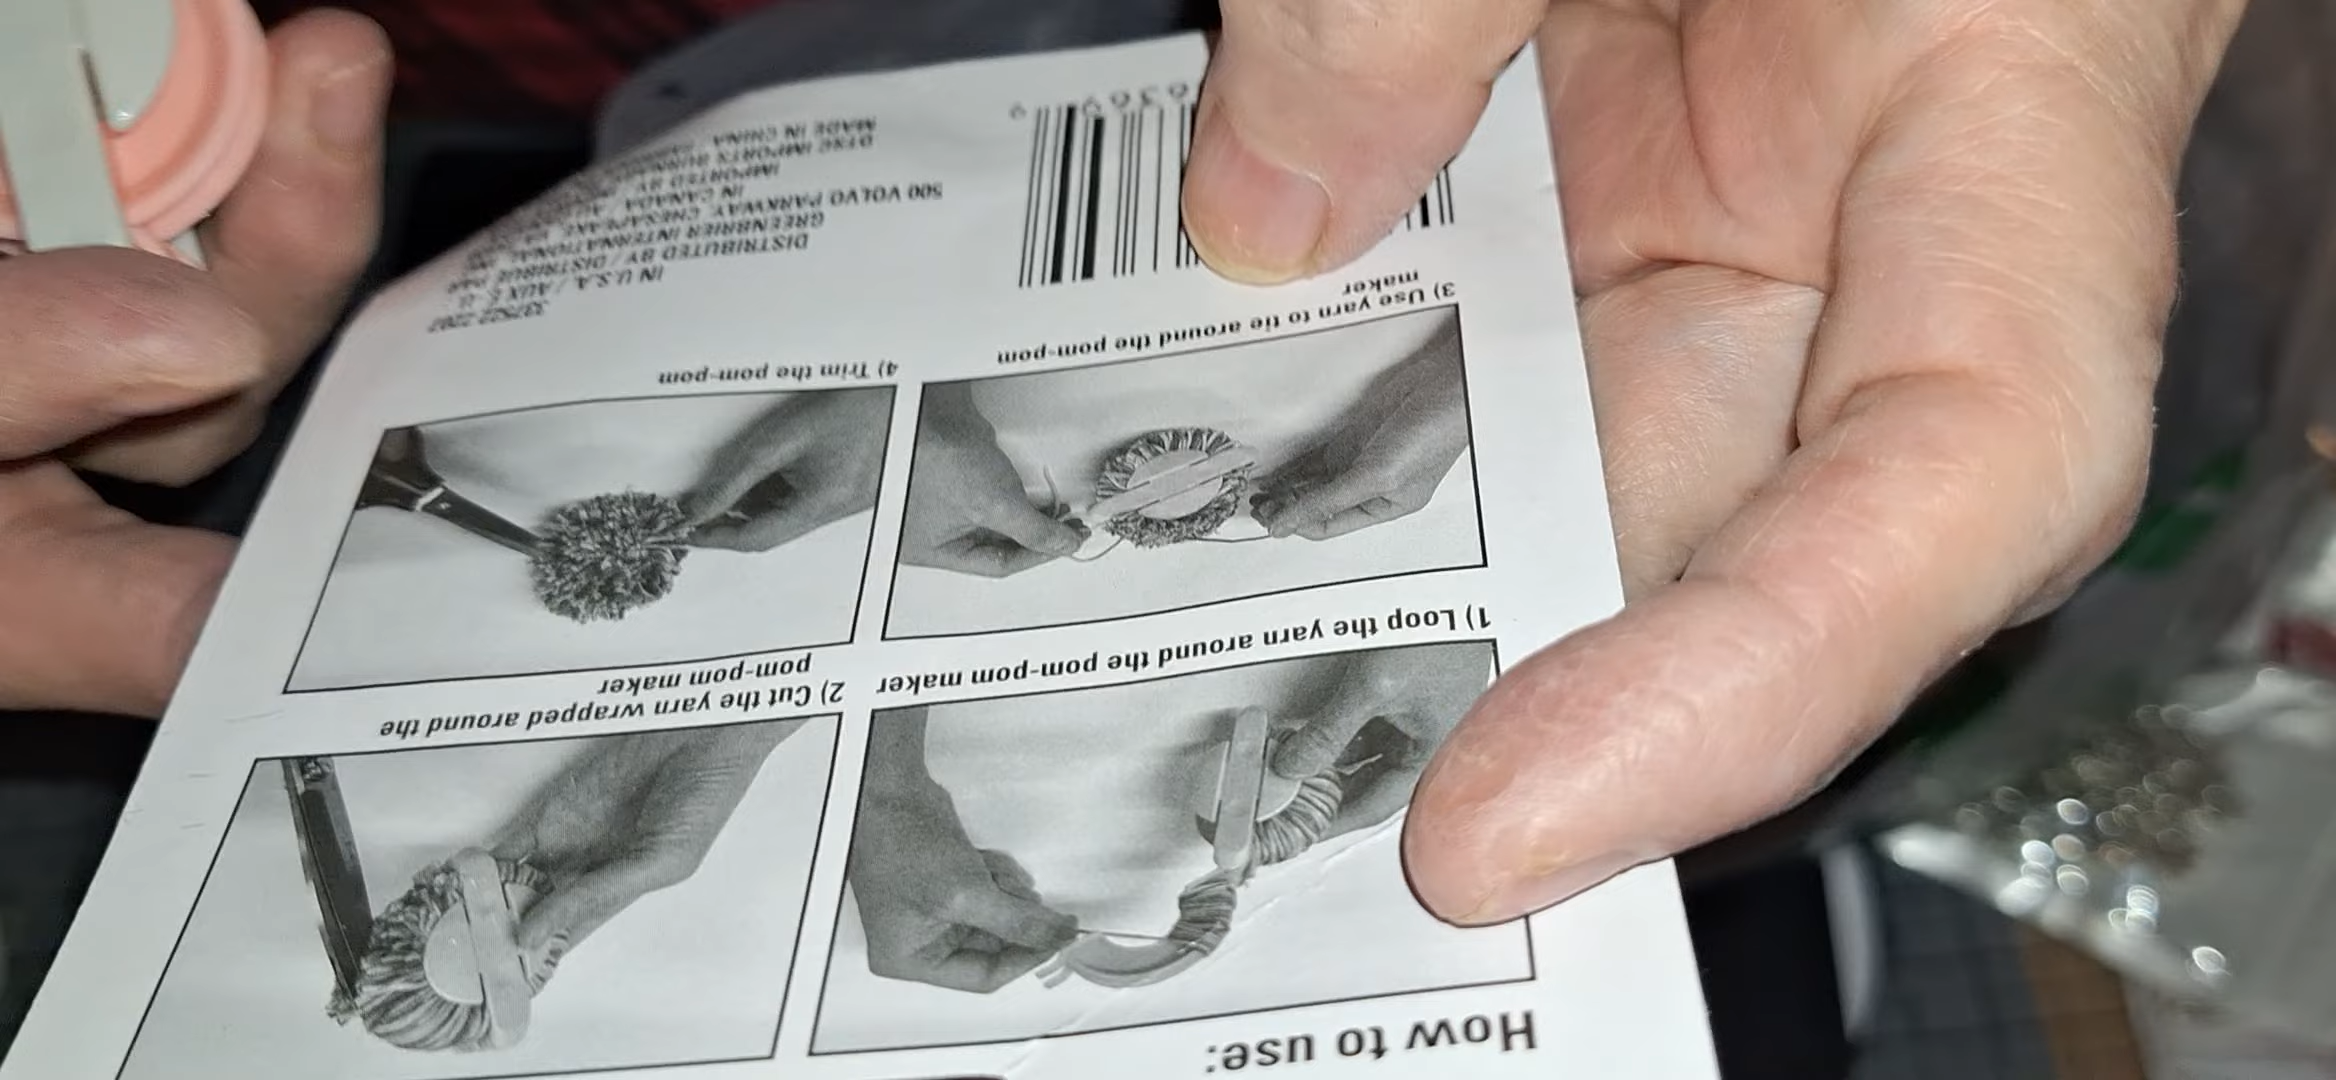 How to use:
1) Loop the yarn around the pom-pom maker
2) Cut the yarn wrapped around the
pom-pom maker
3) Use yarn to tie around the pom-pom
maker
4) Trim the pom-pom
IN U.S.A. / AUX É.-U.
DISTRIBUTED BY / DISTRIBUÉ PAR
GREENBRIER INTERNATIONAL
500 VOLVO PARKWAY, CHESAPEAKE
IN CANADA
IMPORTED BY
DTSC IMPORTS
MADE IN CHINA